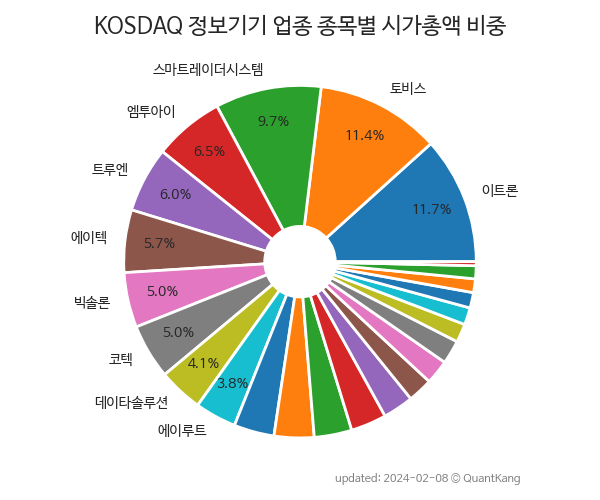 KOSDAQ 정보기기 업종 종목별 시가총액 비중
스마트레이더시스템
토비스
엠투아이
9.7%
11.4%
6.5%
트루엔
6.0%
이트론
11.7%
에이텍
5.7%
빅솔론
5.0%
5.0%
코텍
4.1%
3.8%
데이타솔루션
에이루트
updated: 2024-02-08 © QuantKang